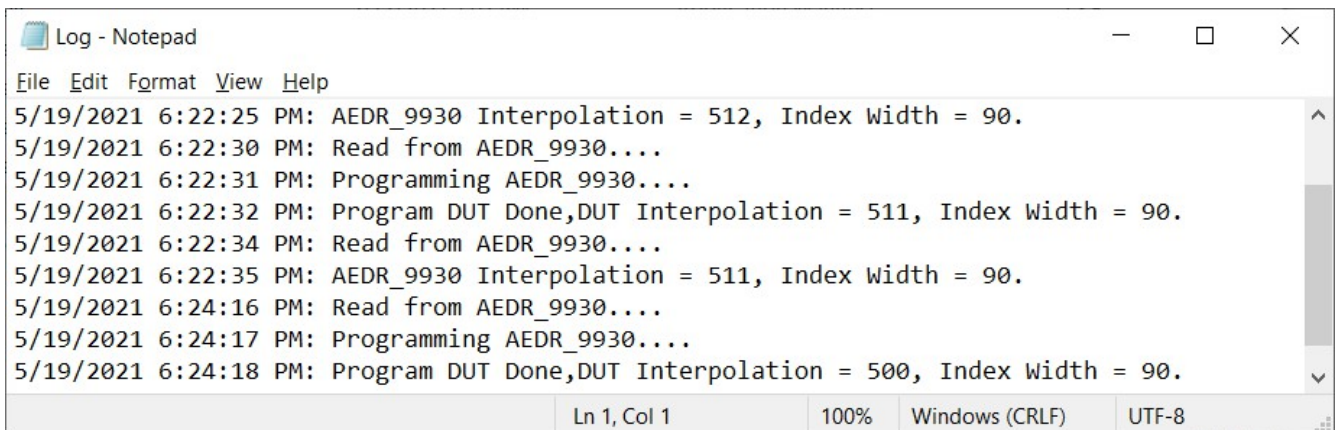 Log - Notepad
File Edit Format View Help
5/19/2021 6:22:25 PM: AEDR_9930 Interpolation = 512, Index Width = 90.
5/19/2021 6:22:30 PM: Read from AEDR_9930....
5/19/2021 6:22:31 PM: Programming AEDR_9930....
5/19/2021 6:22:32 PM: Program DUT Done,DUT Interpolation = 511, Index Width = 90.
5/19/2021 6:22:34 PM: Read from AEDR_9930....
5/19/2021 6:22:35 PM: AEDR_9930 Interpolation = 511, Index Width = 90.
5/19/2021 6:24:16 PM: Read from AEDR_9930....
5/19/2021 6:24:17 PM: Programming AEDR_9930....
5/19/2021 6:24:18 PM: Program DUT Done,DUT Interpolation = 500, Index Width = 90.
Ln 1, Col 1 100% Windows (CRLF) UTF-8